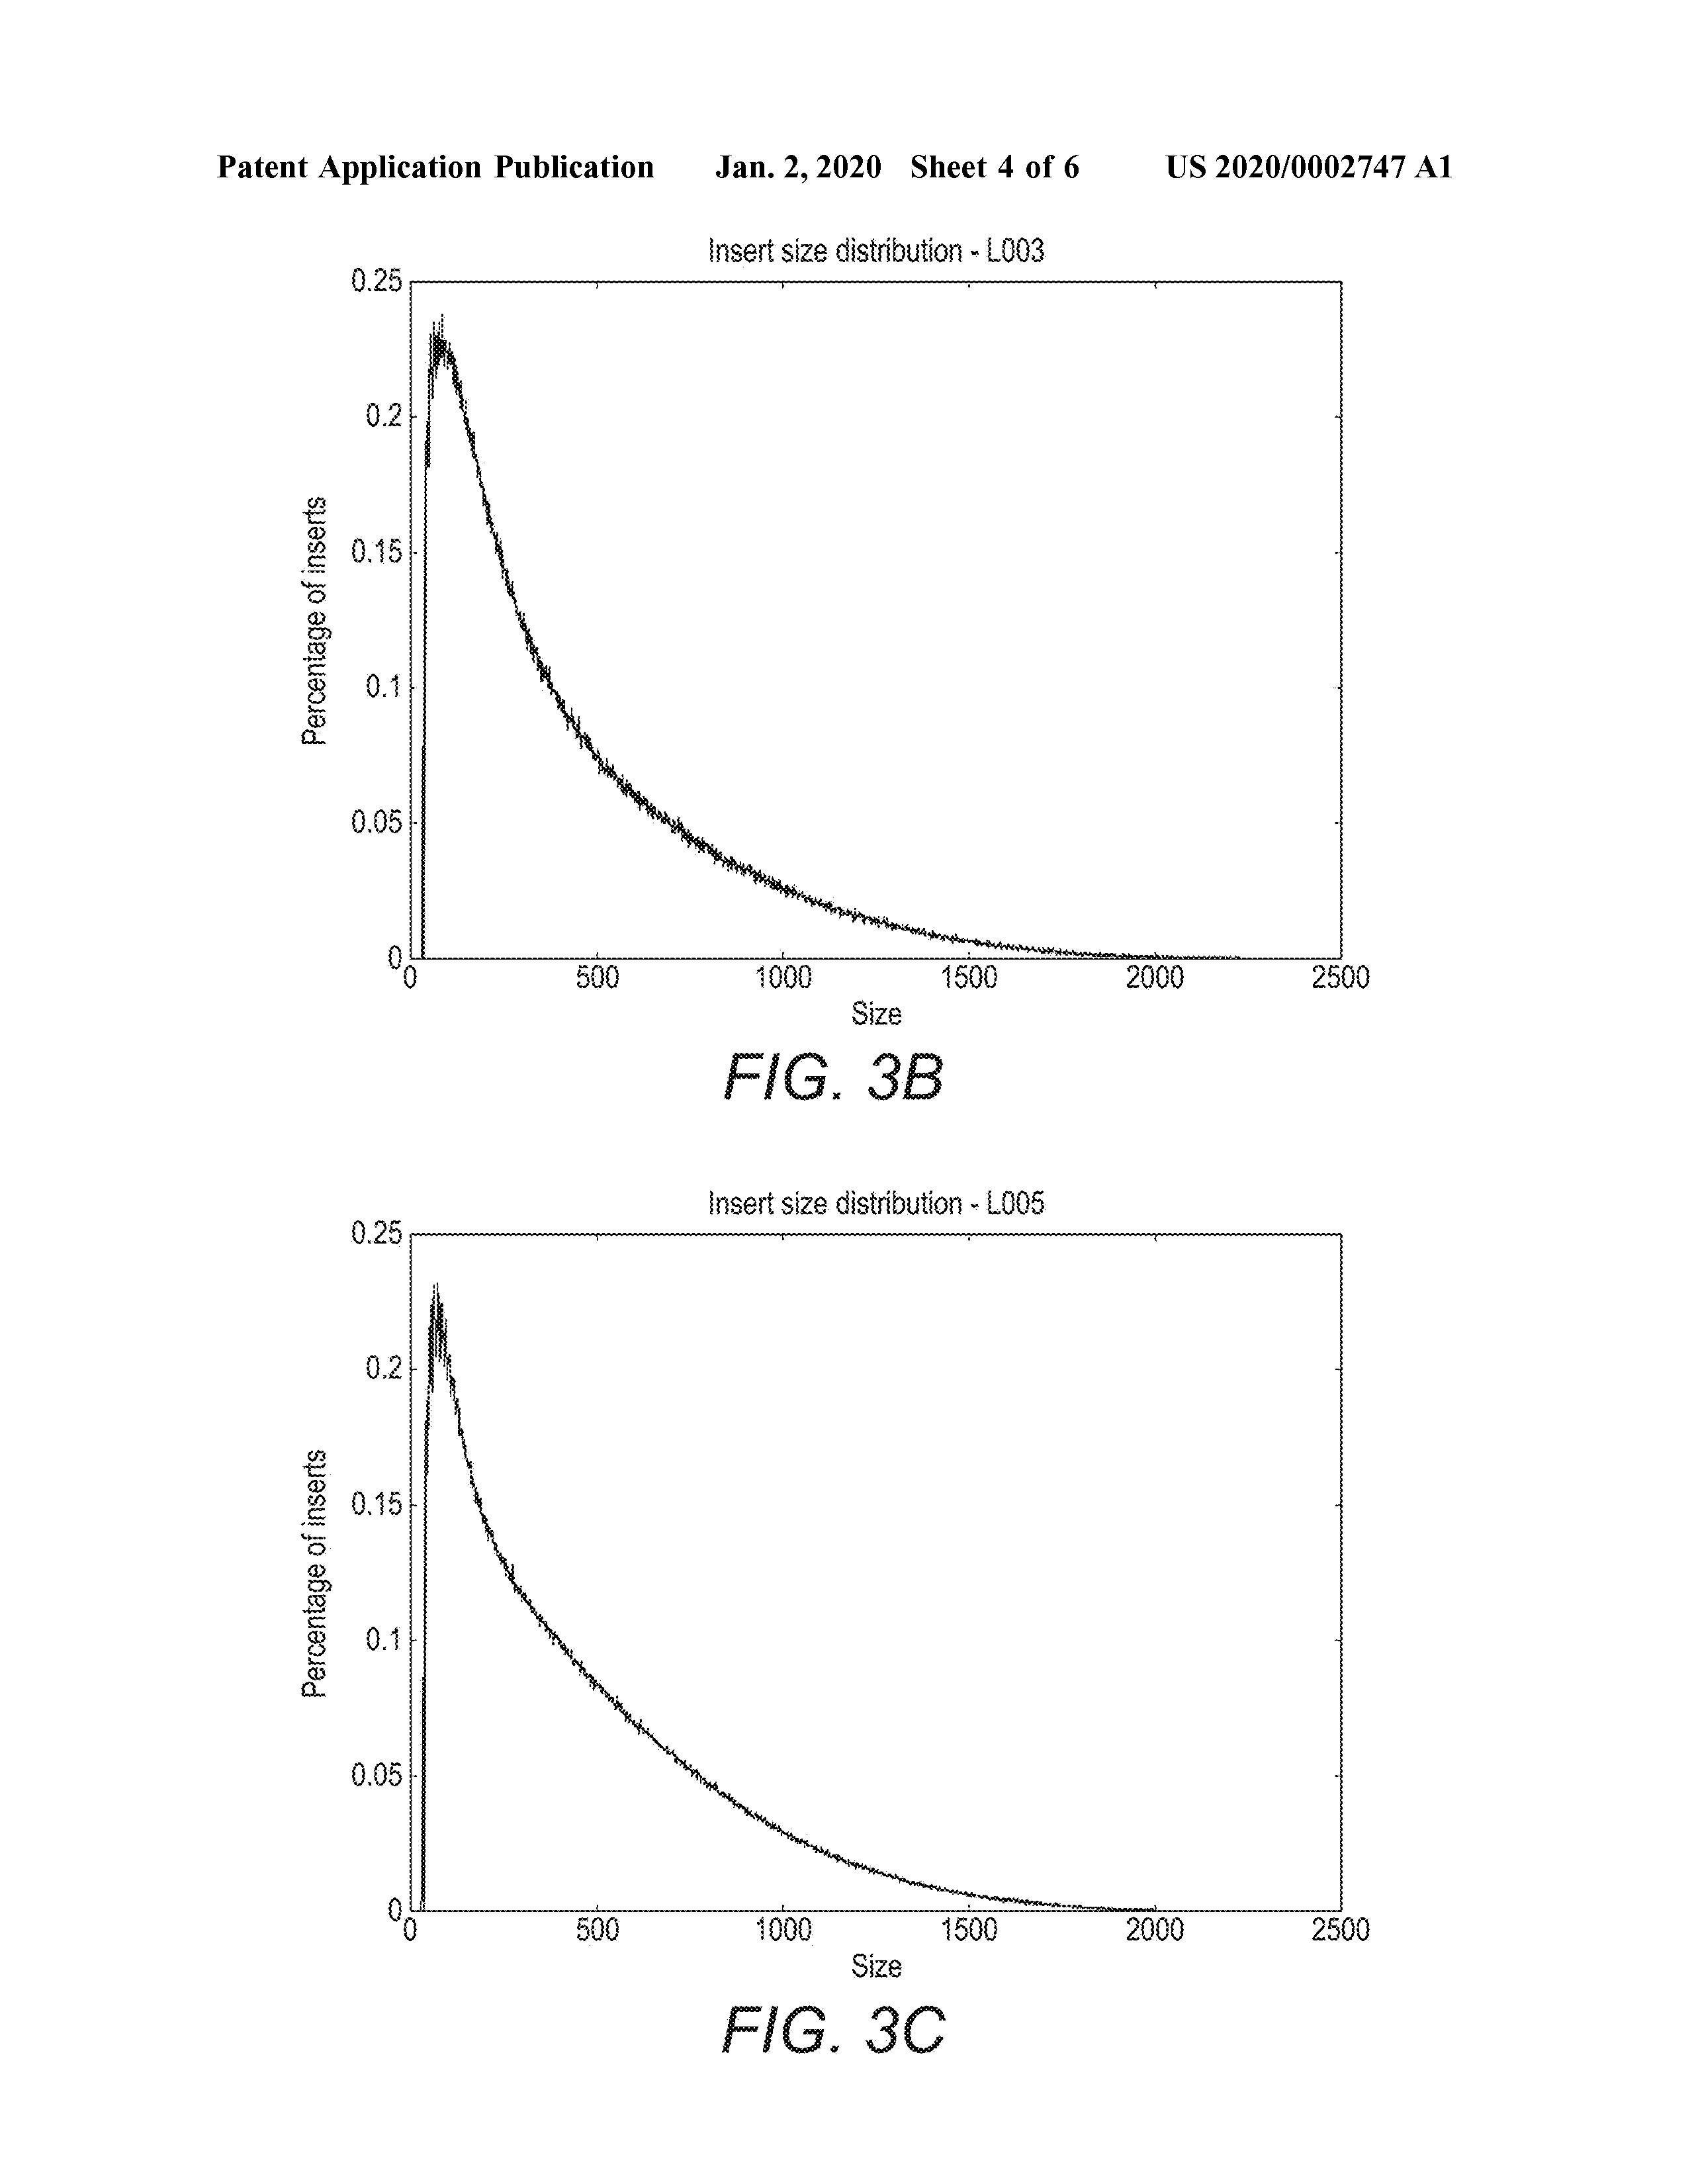 Patent Application Publication Jan. 2, 2020 Sheet 4 of 6 US 2020/0002747 A1
Insert size distribution - L003
0.25
0.2
0.15
0.1
0.05
0
Percentage of inserts
0 500 1000 1500 2000 2500
Size
FIG. 3B
Insert size distribution - L005
0.25
0.2
0.15
0.1
0.05
0
Percentage of inserts
0 500 1000 1500 2000 2500
Size
FIG. 3C